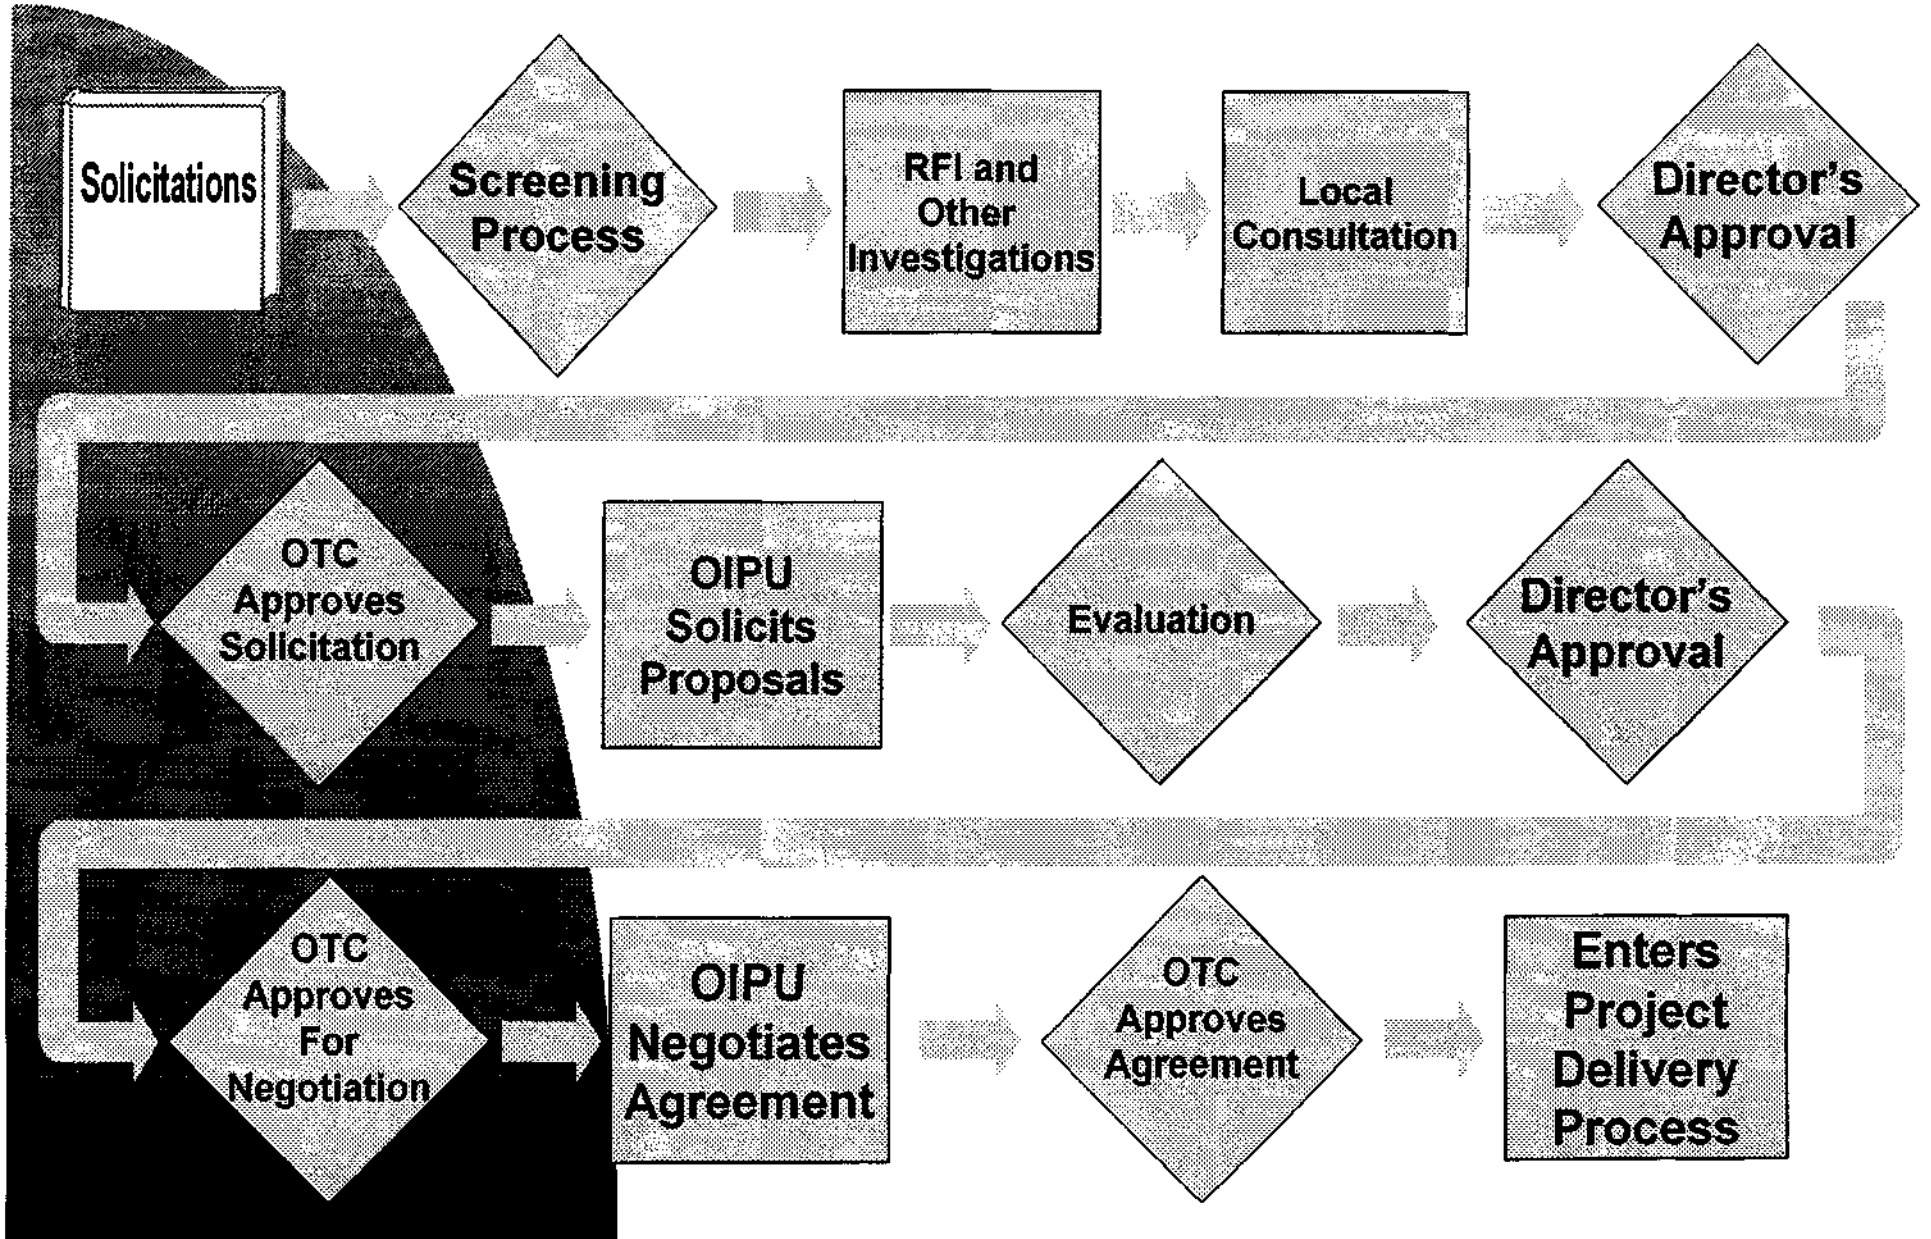 Solicitations
Screening
Process
RFI and
Other
Investigations
Local
Consultation
Director's
Approval
OTC
Approves
Sollcitation
OIPU
Solicits
Proposals
Evaluation
Director's
Approval
OTC
Approves
For
Negotiation
OIPU
Negotiates
Agreement
OTC
Approves
Agreement
Enters
Project
Delivery
Process